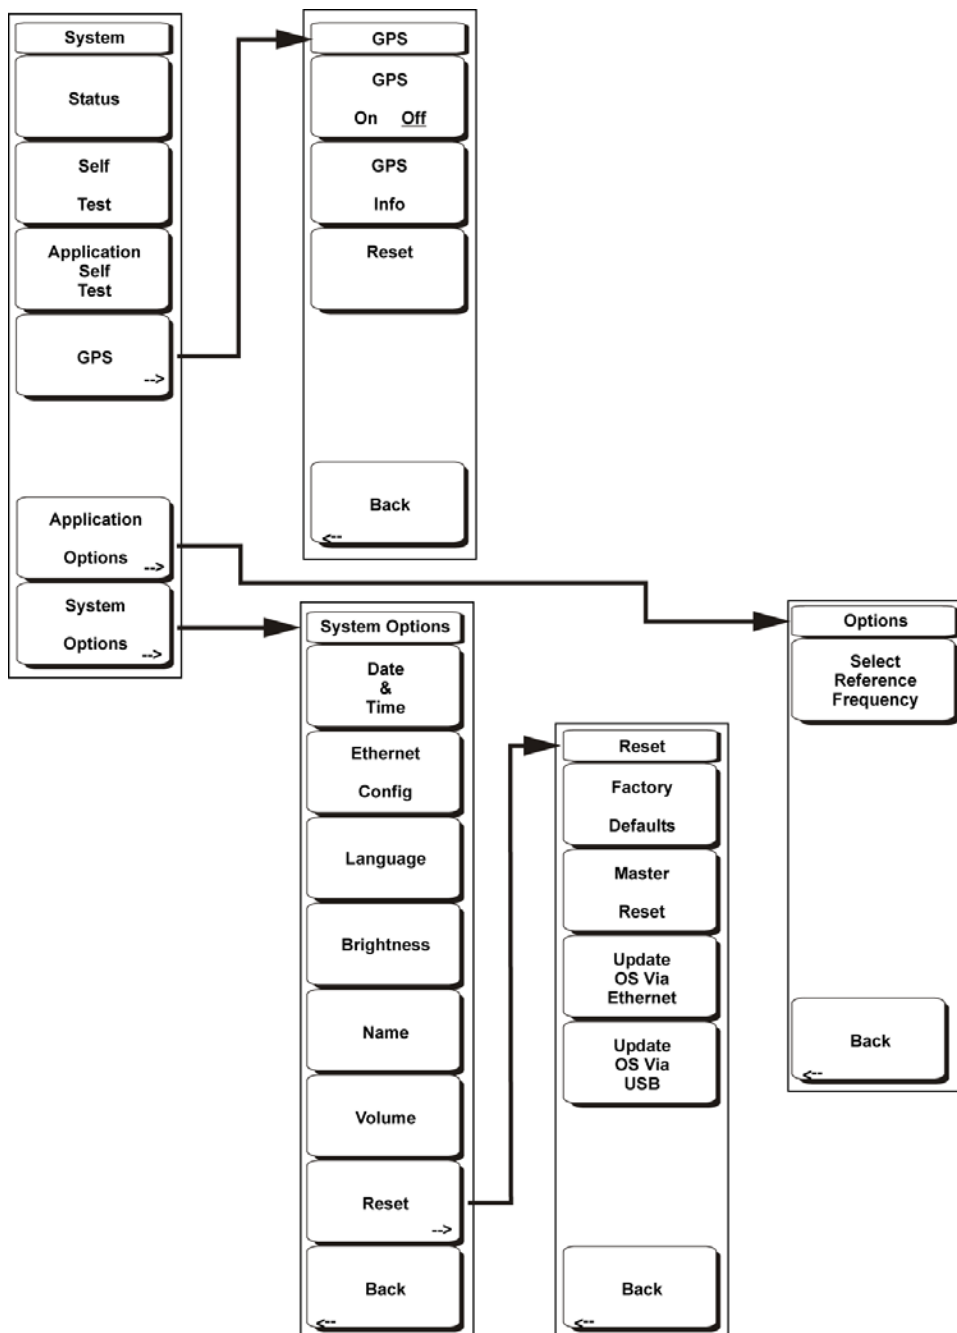 System
Status
Self
Test
Application
Self
Test
GPS
-->
Application
Options -->
System
Options -->
GPS
GPS
On Off
GPS
Info
Reset
Back
<--
System Options
Date
&
Time
Ethernet
Config
Language
Brightness
Name
Volume
Reset
-->
Back
<--
Reset
Factory
Defaults
Master
Reset
Update
OS Via
Ethernet
Update
OS Via
USB
Back
<--
Options
Select
Reference
Frequency
Back
<--